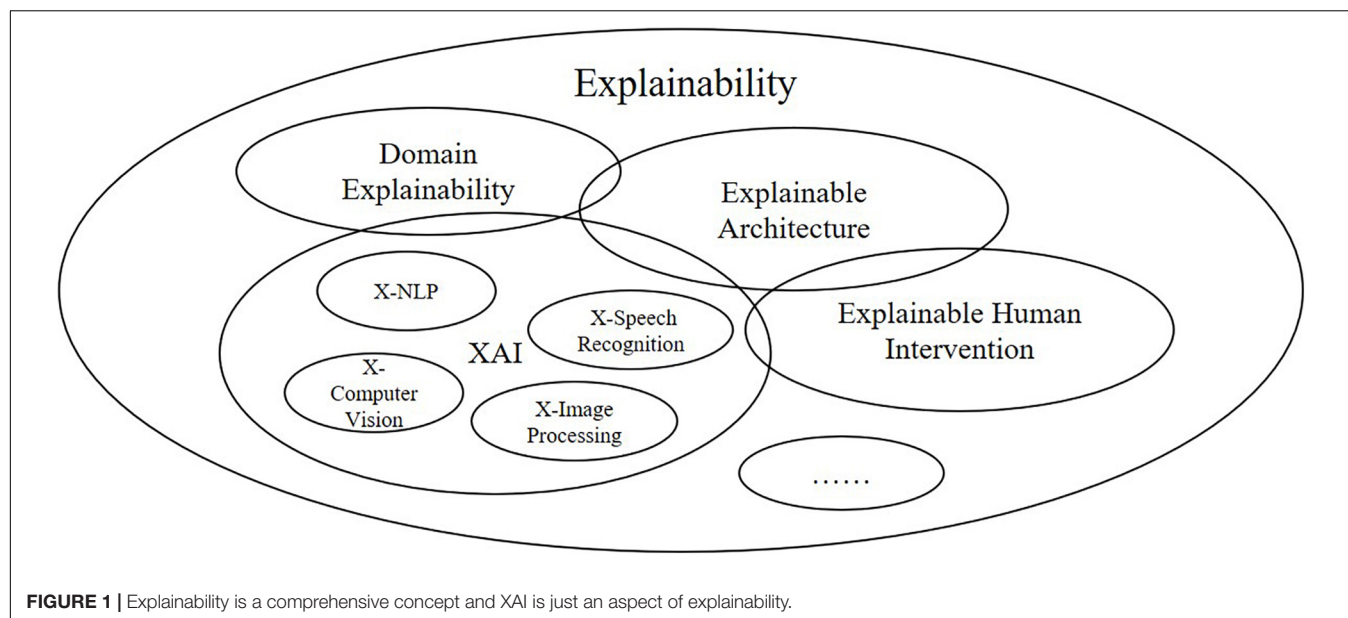 Explainability
Domain
Explainability
Explainable
Architecture
X-NLP
X-Speech
Recognition
Explainable Human
Intervention
XAI
X-
Computer
Vision
X-Image
Processing
......
FIGURE 1 | Explainability is a comprehensive concept and XAI is just an aspect of explainability.